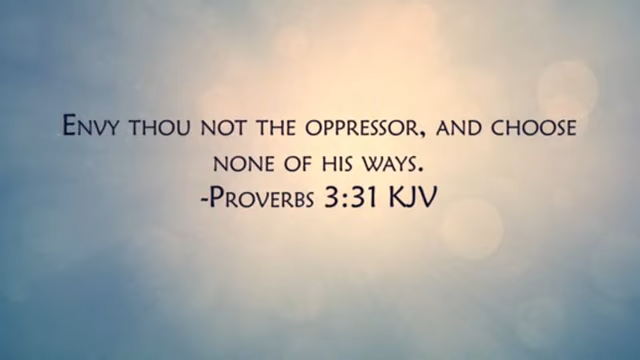 Envy thou not the oppressor, and choose
none of his ways.
-Proverbs 3:31 KJV